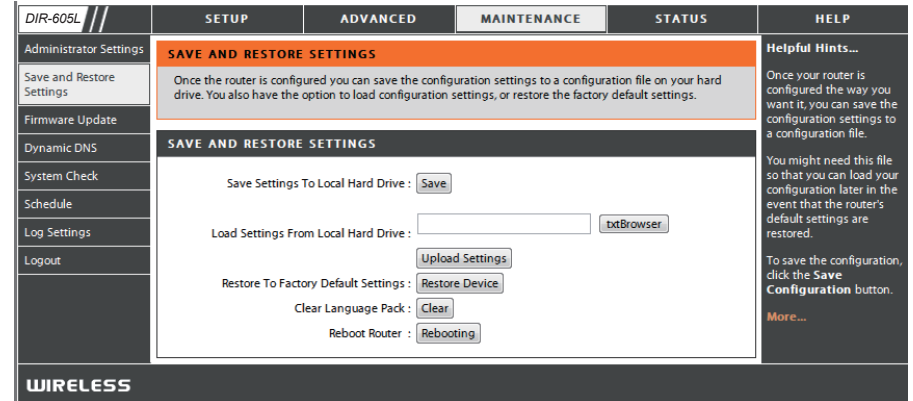 DIR-605L
SETUP
ADVANCED
MAINTENANCE
STATUS
HELP
Administrator Settings
Save and Restore
Settings
Firmware Update
Dynamic DNS
System Check
Schedule
Log Settings
Logout
SAVE AND RESTORE SETTINGS
Once the router is configured you can save the configuration settings to a configuration file on your hard
drive. You also have the option to load configuration settings, or restore the factory default settings.
SAVE AND RESTORE SETTINGS
Save Settings To Local Hard Drive : Save
Load Settings From Local Hard Drive : txtBrowser
Upload Settings
Restore To Factory Default Settings : Restore Device
Clear Language Pack : Clear
Reboot Router : Rebooting
Helpful Hints...
Once your router is
configured the way you
want it, you can save the
configuration settings to
a configuration file.
You might need this file
so that you can load your
configuration later in the
event that the router's
default settings are
restored.
To save the configuration,
click the Save
Configuration button.
More...
WIRELESS